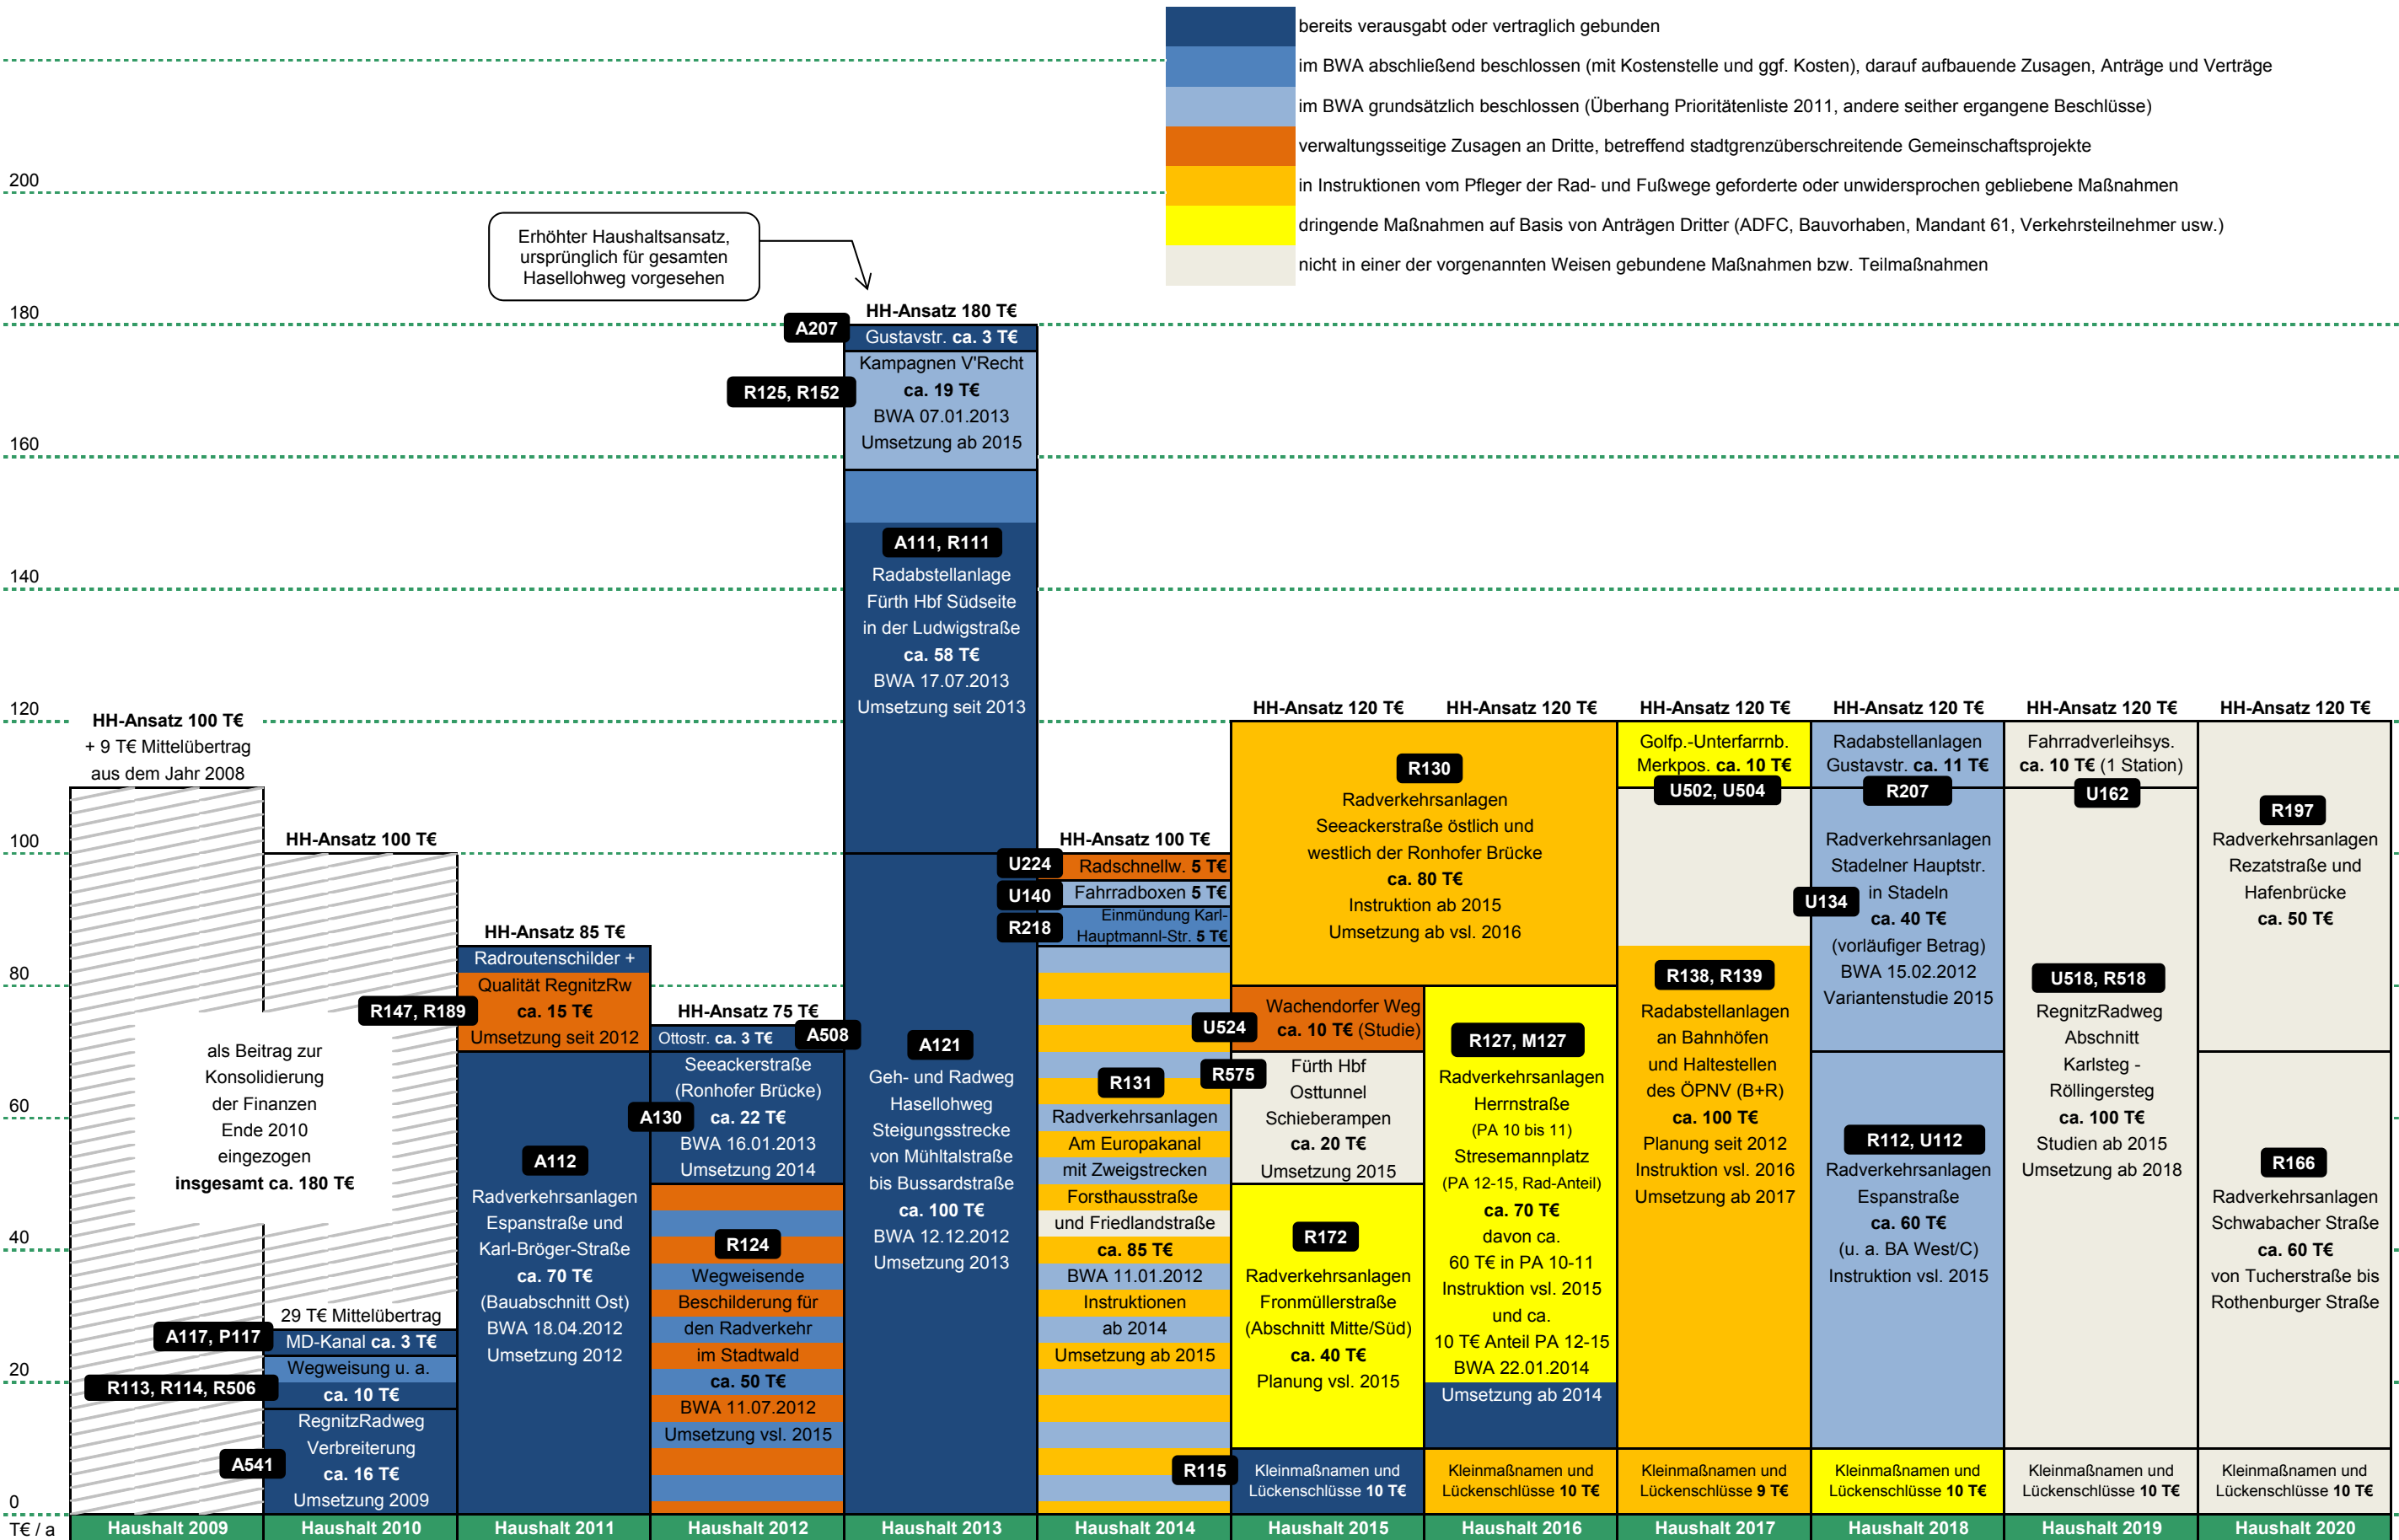 bereits verausgabt oder vertraglich gebunden
im BWA abschließend beschlossen (mit Kostenstelle und ggf. Kosten), darauf aufbauende Zusagen, Anträge und Verträge
im BWA grundsätzlich beschlossen (Überhang Prioritätenliste 2011, andere seither ergangene Beschlüsse)
verwaltungsseitige Zusagen an Dritte, betreffend stadtgrenzüberschreitende Gemeinschaftsprojekte
in Instruktionen vom Pfleger der Rad- und Fußwege geforderte oder unwidersprochen gebliebene Maßnahmen
dringende Maßnahmen auf Basis von Anträgen Dritter (ADFC, Bauvorhaben, Mandant 61, Verkehrsteilnehmer usw.)
nicht in einer der vorgenannten Weisen gebundene Maßnahmen bzw. Teilmaßnahmen
200
180
160
140
120
100
80
60
40
20
0
T€ / a
HH-Ansatz 100 T€
+ 9 T€ Mittelübertrag
aus dem Jahr 2008
als Beitrag zur
Konsolidierung
der Finanzen
Ende 2010
eingezogen
insgesamt ca. 180 T€
Haushalt 2009
HH-Ansatz 100 T€
29 T€ Mittelübertrag
A117, P117
MD-Kanal ca. 3 T€
Wegweisung u. a.
R113, R114, R506
ca. 10 T€
RegnitzRadweg
Verbreiterung
A541
ca. 16 T€
Umsetzung 2009
Haushalt 2010
HH-Ansatz 85 T€
Radroutenschilder +
Qualität RegnitzRw
R147, R189
ca. 15 T€
Umsetzung seit 2012
A112
Radverkehrsanlagen
Espanstraße und
Karl-Bröger-Straße
ca. 70 T€
(Bauabschnitt Ost)
BWA 18.04.2012
Umsetzung 2012
Haushalt 2011
HH-Ansatz 75 T€
Ottostr. ca. 3 T€
A508
Seeackerstraße
(Ronhofer Brücke)
A130
ca. 22 T€
BWA 16.01.2013
Umsetzung 2014
R124
Wegweisende
Beschilderung für
den Radverkehr
im Stadtwald
ca. 50 T€
BWA 11.07.2012
Umsetzung vsl. 2015
Haushalt 2012
Erhöhter Haushaltsansatz,
ursprünglich für gesamten
Hasellohweg vorgesehen
HH-Ansatz 180 T€
A207
Gustavstr. ca. 3 T€
Kampagnen V'Recht
R125, R152
ca. 19 T€
BWA 07.01.2013
Umsetzung ab 2015
A111, R111
Radabstellanlage
Fürth Hbf Südseite
in der Ludwigstraße
ca. 58 T€
BWA 17.07.2013
Umsetzung seit 2013
A121
Geh- und Radweg
Hasellohweg
Steigungsstrecke
von Mühltalstraße
bis Bussardstraße
ca. 100 T€
BWA 12.12.2012
Umsetzung 2013
Haushalt 2013
HH-Ansatz 100 T€
U224
Radschnellw. 5 T€
U140
Fahrradboxen 5 T€
R218
Einmündung Karl-
Hauptmannl-Str. 5 T€
R131
Radverkehrsanlagen
Am Europakanal
mit Zweigstrecken
Forsthausstraße
und Friedlandstraße
ca. 85 T€
BWA 11.01.2012
Instruktionen
ab 2014
Umsetzung ab 2015
Haushalt 2014
HH-Ansatz 120 T€
HH-Ansatz 120 T€
R130
Radverkehrsanlagen
Seeackerstraße östlich und
westlich der Ronhofer Brücke
ca. 80 T€
Instruktion ab 2015
Umsetzung ab vsl. 2016
Wachendorfer Weg
U524
ca. 10 T€ (Studie)
R575
Fürth Hbf
Osttunnel
Schieberampen
ca. 20 T€
Umsetzung 2015
R172
Radverkehrsanlagen
Fronmüllerstraße
(Abschnitt Mitte/Süd)
ca. 40 T€
Planung vsl. 2015
R115
Kleinmaßnamen und
Lückenschlüsse 10 T€
Haushalt 2015
R127, M127
Radverkehrsanlagen
Herrnstraße
(PA 10 bis 11)
Stresemannplatz
(PA 12-15, Rad-Anteil)
ca. 70 T€
davon ca.
60 T€ in PA 10-11
Instruktion vsl. 2015
und ca.
10 T€ Anteil PA 12-15
BWA 22.01.2014
Umsetzung ab 2014
Kleinmaßnamen und
Lückenschlüsse 10 T€
Haushalt 2016
HH-Ansatz 120 T€
Golfp.-Unterfarrnb.
Merkpos. ca. 10 T€
U502, U504
R138, R139
Radabstellanlagen
an Bahnhöfen
und Haltestellen
des ÖPNV (B+R)
ca. 100 T€
Planung seit 2012
Instruktion vsl. 2016
Umsetzung ab 2017
Kleinmaßnamen und
Lückenschlüsse 9 T€
Haushalt 2017
HH-Ansatz 120 T€
Radabstellanlagen
Gustavstr. ca. 11 T€
R207
Radverkehrsanlagen
Stadelner Hauptstr.
in Stadeln
U134
ca. 40 T€
(vorläufiger Betrag)
BWA 15.02.2012
Variantenstudie 2015
R112, U112
Radverkehrsanlagen
Espanstraße
ca. 60 T€
(u. a. BA West/C)
Instruktion vsl. 2015
Kleinmaßnamen und
Lückenschlüsse 10 T€
Haushalt 2018
HH-Ansatz 120 T€
Fahrradverleihsys.
ca. 10 T€ (1 Station)
U162
U518, R518
RegnitzRadweg
Abschnitt
Karlsteg -
Röllingersteg
ca. 100 T€
Studien ab 2015
Umsetzung ab 2018
Kleinmaßnamen und
Lückenschlüsse 10 T€
Haushalt 2019
HH-Ansatz 120 T€
R197
Radverkehrsanlagen
Rezatstraße und
Hafenbrücke
ca. 50 T€
R166
Radverkehrsanlagen
Schwabacher Straße
ca. 60 T€
von Tucherstraße bis
Rothenburger Straße
Kleinmaßnamen und
Lückenschlüsse 10 T€
Haushalt 2020